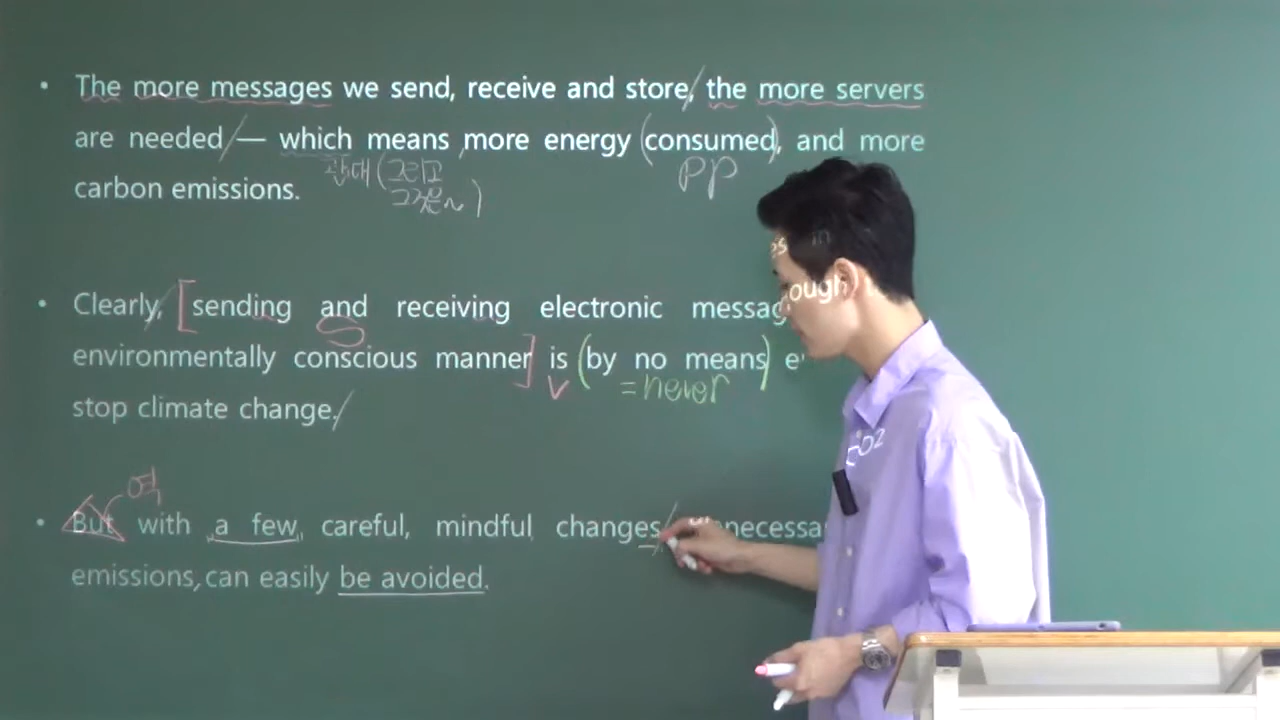 • The more messages we send, receive and store, the more servers
are needed — which means more energy (consumed), and more
관대(그리고 pp
carbon emissions.
그것은~)
• Clearly, [sending and receiving electronic in
S
ough
environmentally conscious manner] is (by no means)
V =never
stop climate change.
CO2
역
• But with a few, careful, mindful changes,
emissions, can easily be avoided.